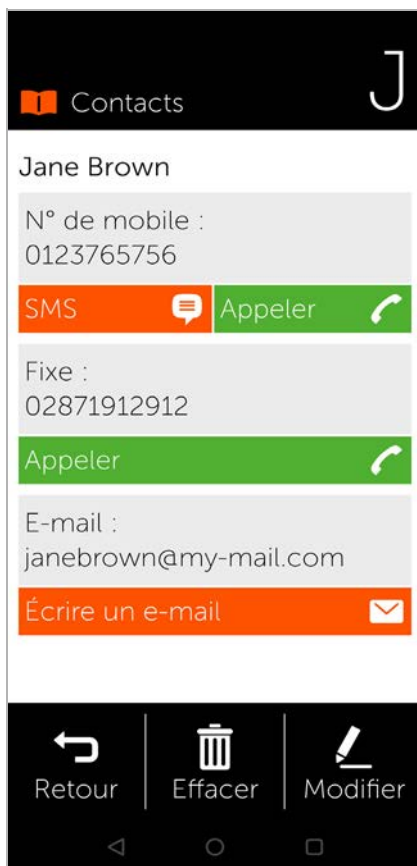 Contacts
J
Jane Brown
N° de mobile :
0123765756
SMS
Appeler
Fixe :
02871912912
Appeler
E-mail :
janebrown@my-mail.com
Écrire un e-mail
Retour
Effacer
Modifier